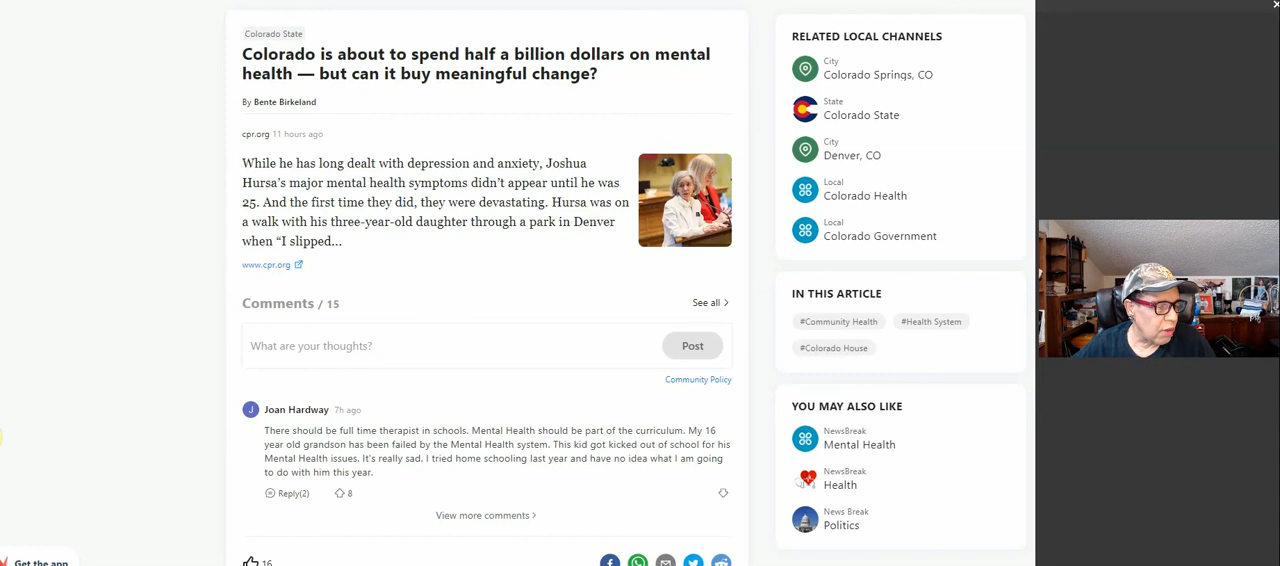 Colorado State
Colorado is about to spend half a billion dollars on mental
health — but can it buy meaningful change?
By Bente Birkeland
cpr.org 11 hours ago
While he has long dealt with depression and anxiety, Joshua
Hursa’s major mental health symptoms didn’t appear until he was
25. And the first time they did, they were devastating. Hursa was on
a walk with his three-year-old daughter through a park in Denver
when “I slipped...
www.cpr.org
Comments / 15
See all
What are your thoughts?
Post
Community Policy
J
Joan Hardway 7h ago
There should be full time therapist in schools. Mental Health should be part of the curriculum. My 16
year old grandson has been failed by the Mental Health system. This kid got kicked out of school for his
Mental Health issues. It's really sad. I tried home schooling last year and have no idea what I am going
to do with him this year.
Reply(2)
8
View more comments >
16
Get the app
RELATED LOCAL CHANNELS
City
Colorado Springs, CO
State
Colorado State
City
Denver, CO
Local
Colorado Health
Local
Colorado Government
IN THIS ARTICLE
#Community Health
#Health System
#Colorado House
YOU MAY ALSO LIKE
NewsBreak
Mental Health
NewsBreak
Health
News Break
Politics